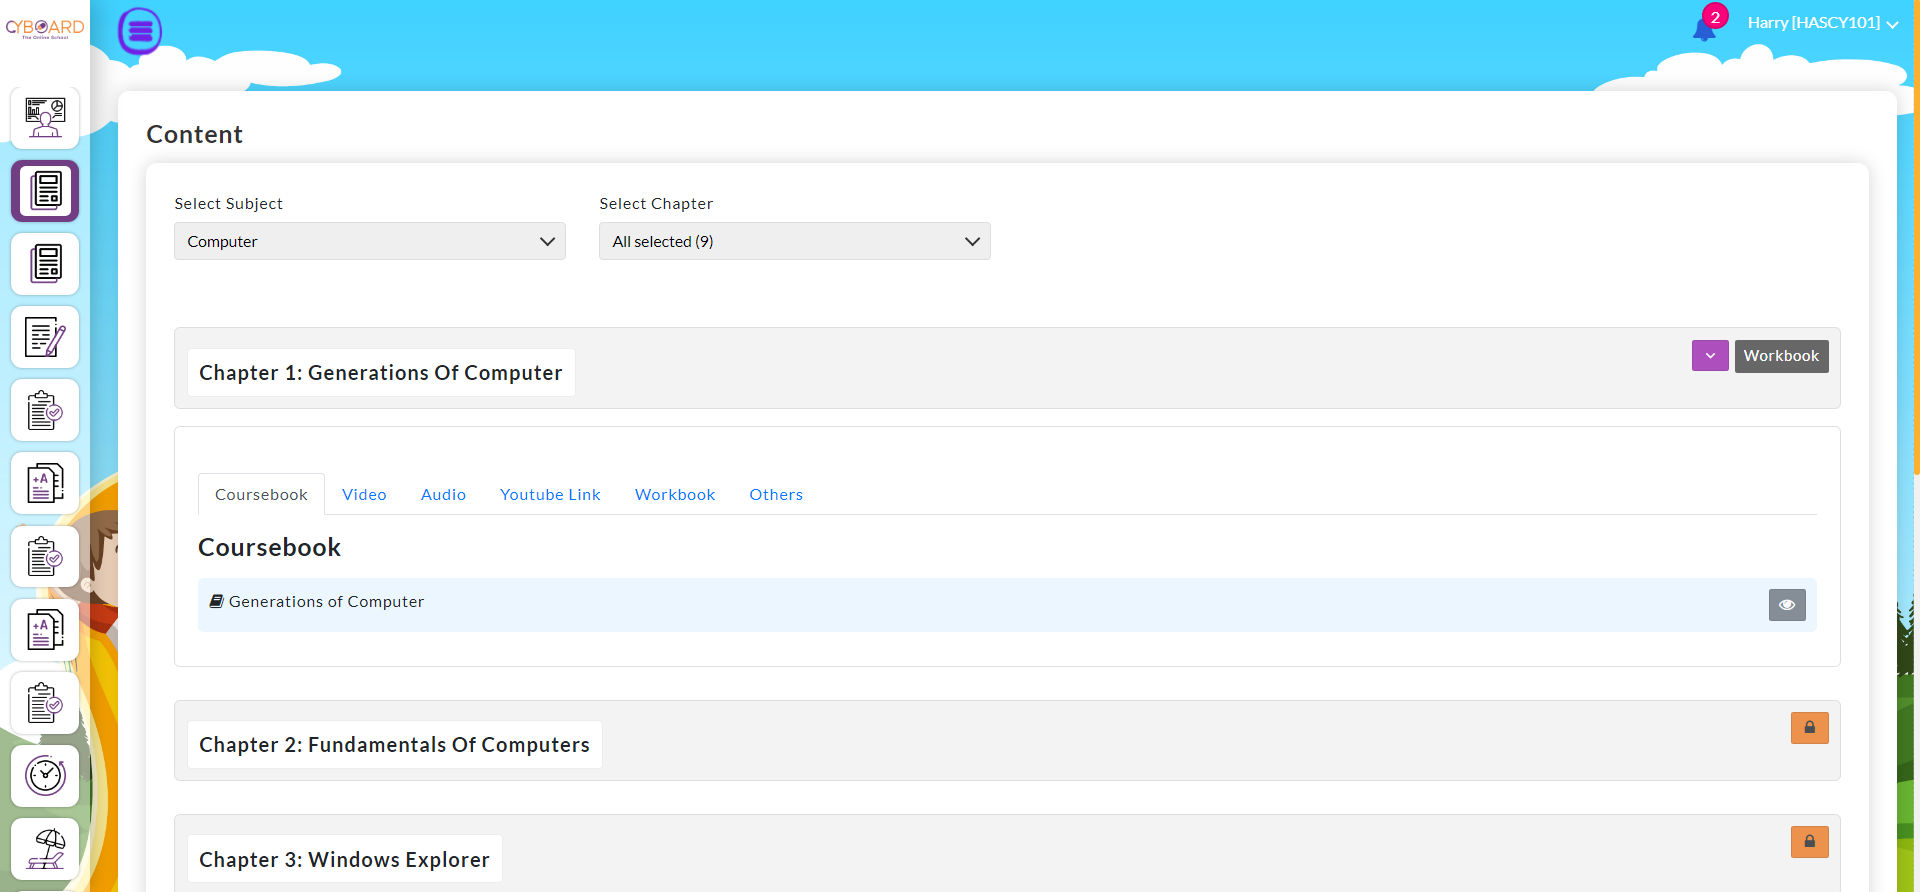 CYBOARD
The Online School
2
Harry [HASCY101]
Content
Select Subject
Select Chapter
Computer
All selected (9)
Chapter 1: Generations Of Computer
Workbook
Coursebook
Video
Audio
Youtube Link
Workbook
Others
Coursebook
Generations of Computer
Chapter 2: Fundamentals Of Computers
Chapter 3: Windows Explorer